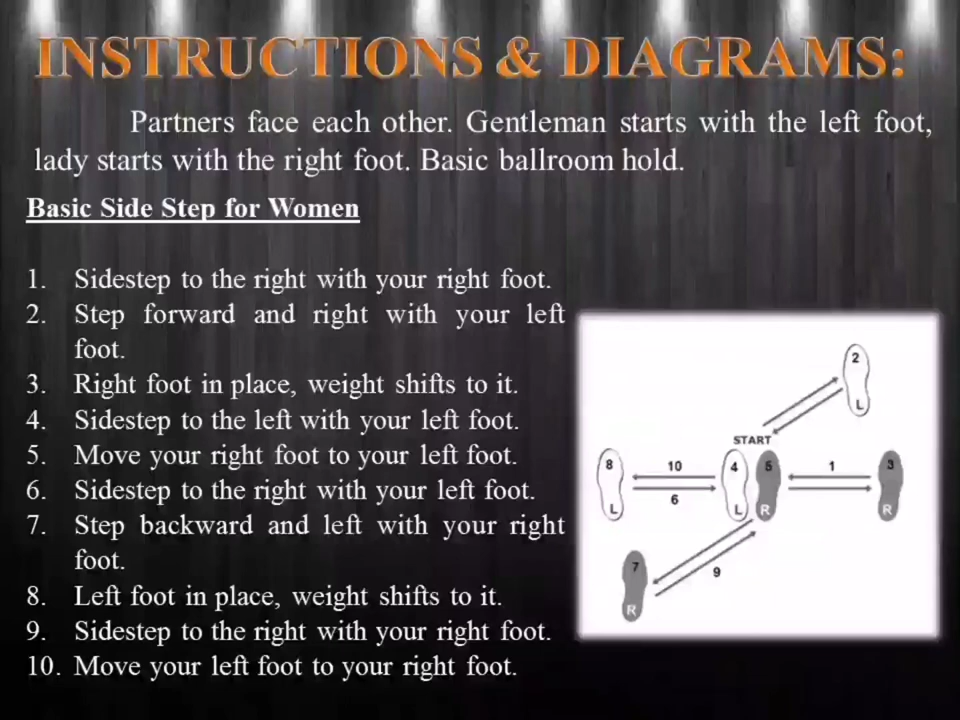 INSTRUCTIONS & DIAGRAMS:
Partners face each other. Gentleman starts with the left foot,
lady starts with the right foot. Basic ballroom hold.
Basic Side Step for Women
1. Sidestep to the right with your right foot.
2. Step forward and right with your left
foot.
3. Right foot in place, weight shifts to it.
4. Sidestep to the left with your left foot.
5. Move your right foot to your left foot.
6. Sidestep to the right with your left foot.
7. Step backward and left with your right
foot.
8. Left foot in place, weight shifts to it.
9. Sidestep to the right with your right foot.
10. Move your left foot to your right foot.
2
L
START
8 10 4 5 1 3
6
L L R R
7 9
R